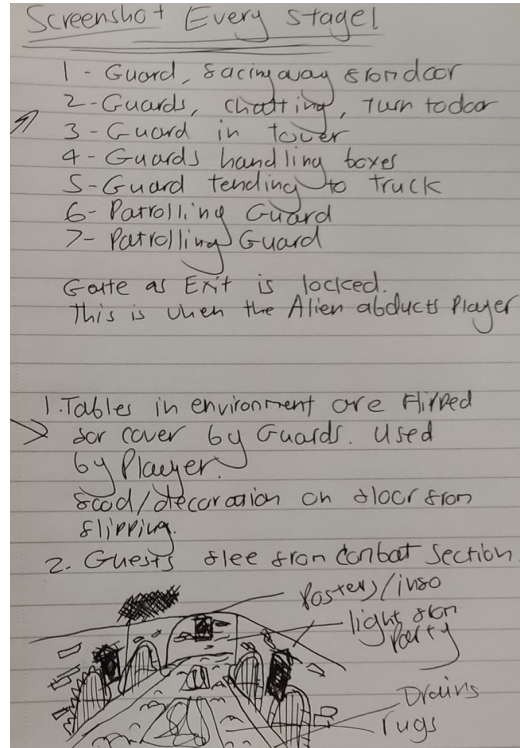 Screenshot Every stage!
1 - Guard, facing away from door
2 - Guards, chatting, turn to door
3 - Guard in tower
4 - Guards handling boxes
5 - Guard tending to truck
6 - Patrolling Guard
7 - Patrolling Guard
Gate as Exit is locked.
This is when the Alien abducts Player
1. Tables in environment are flipped
for cover by Guards. Used
by Player.
food/decoration on floor from
flipping.
2. Guests flee from combat section.
Posters/info
light from
party
Drains
rugs